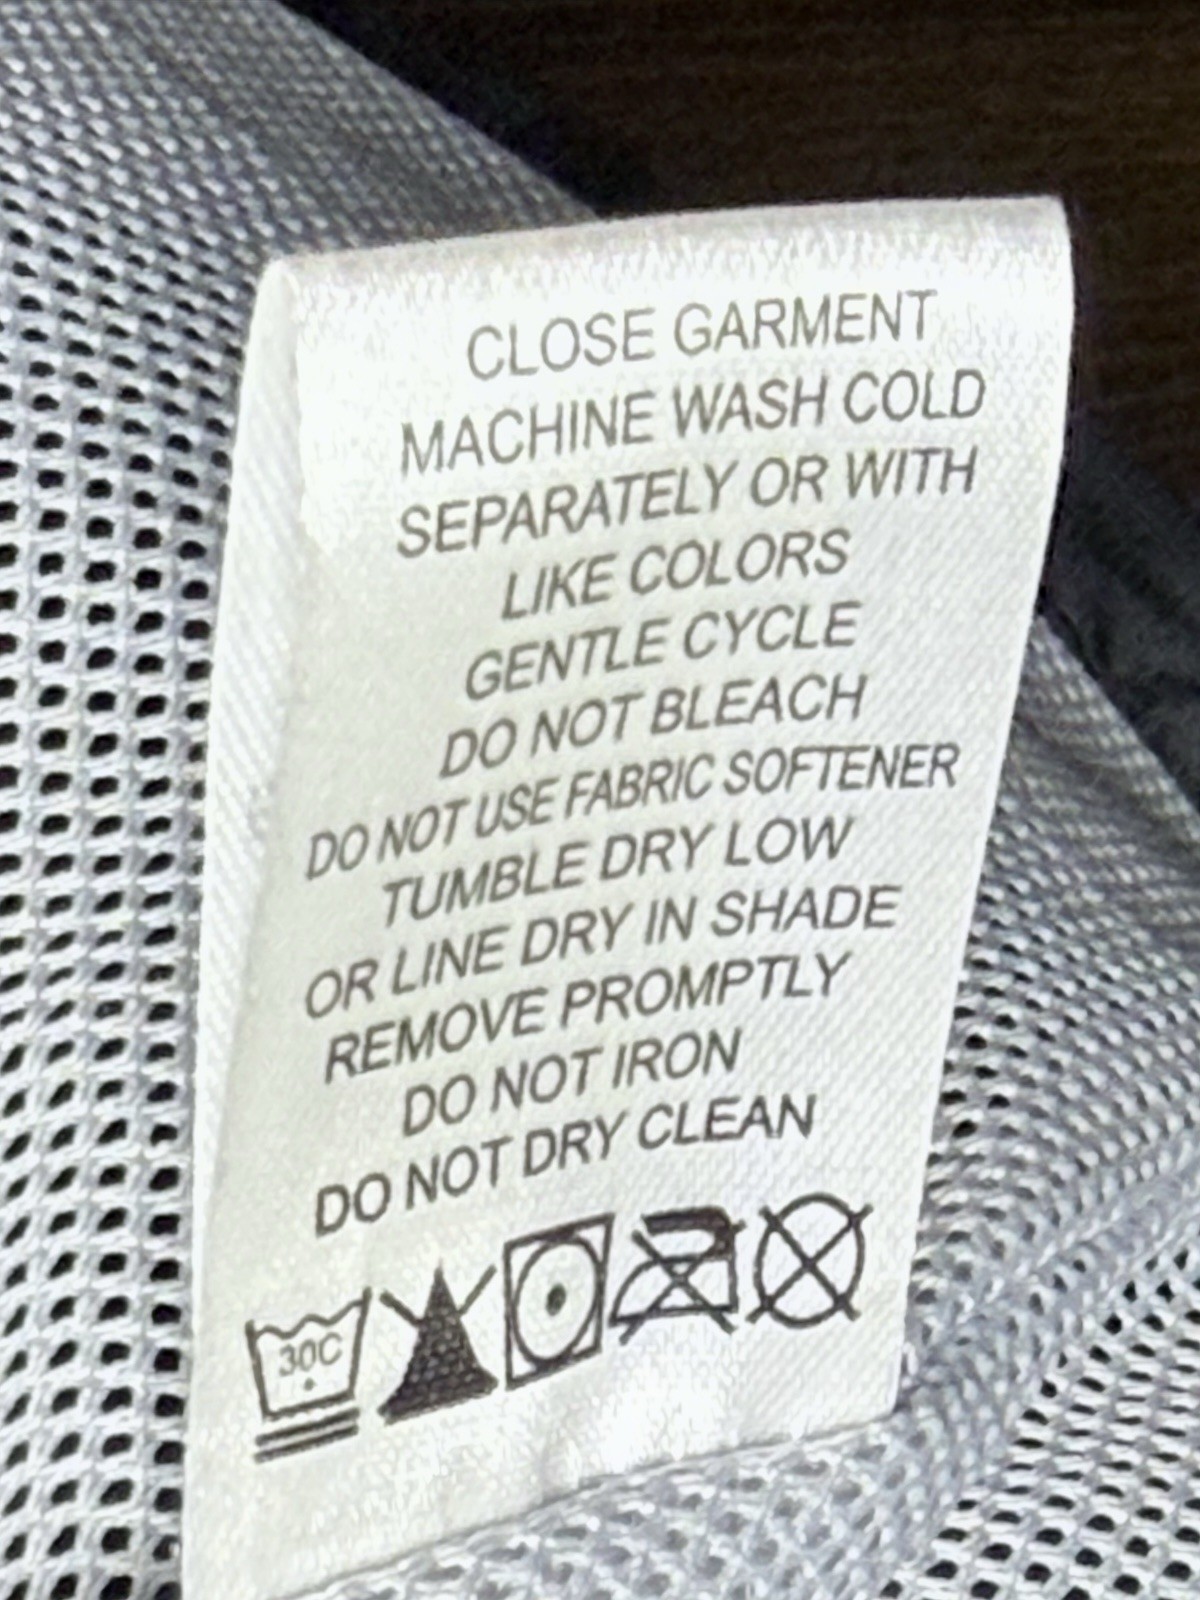 CLOSE GARMENT
MACHINE WASH COLD
SEPARATELY OR WITH
LIKE COLORS
GENTLE CYCLE
DO NOT BLEACH
DO NOT USE FABRIC SOFTENER
TUMBLE DRY LOW
OR LINE DRY IN SHADE
REMOVE PROMPTLY
DO NOT IRON
DO NOT DRY CLEAN
30C